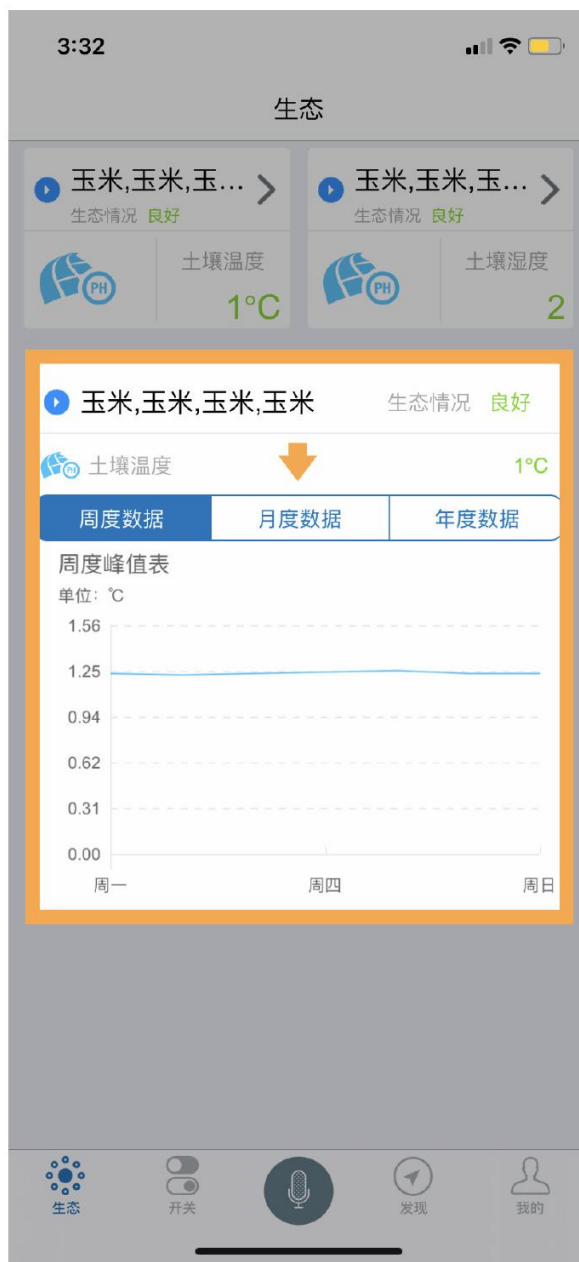 3:32
生态
玉米,玉米,玉...
生态情况 良好
土壤温度
1°C
玉米,玉米,玉...
生态情况 良好
土壤湿度
2
玉米,玉米,玉米,玉米 生态情况 良好
土壤温度 1°C
周度数据 月度数据 年度数据
周度峰值表
单位: ℃
1.56
1.25
0.94
0.62
0.31
0.00
周一 周四 周日
生态 开关 发现 我的
PH
PH
PH